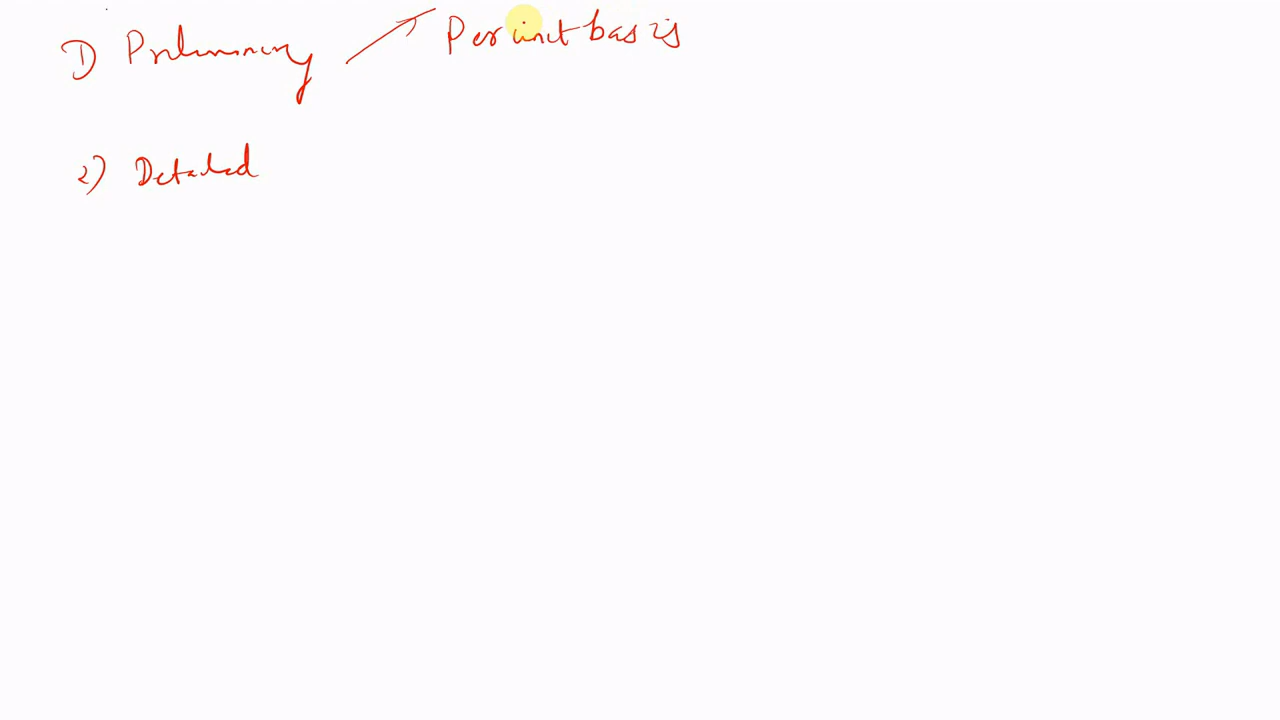 1) Preliminary → Per unit basis
2) Detailed